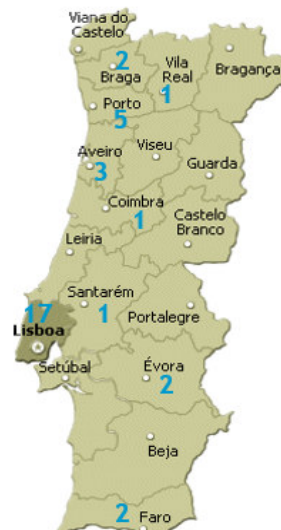 Viana do
Castelo
2
Braga
Vila
Real
1
Bragança
Porto
5
Aveiro
3
Viseu
Guarda
Coimbra
1
Castelo
Branco
Leiria
17
Lisboa
Santarém
1
Portalegre
Setúbal
Évora
2
Beja
2
Faro